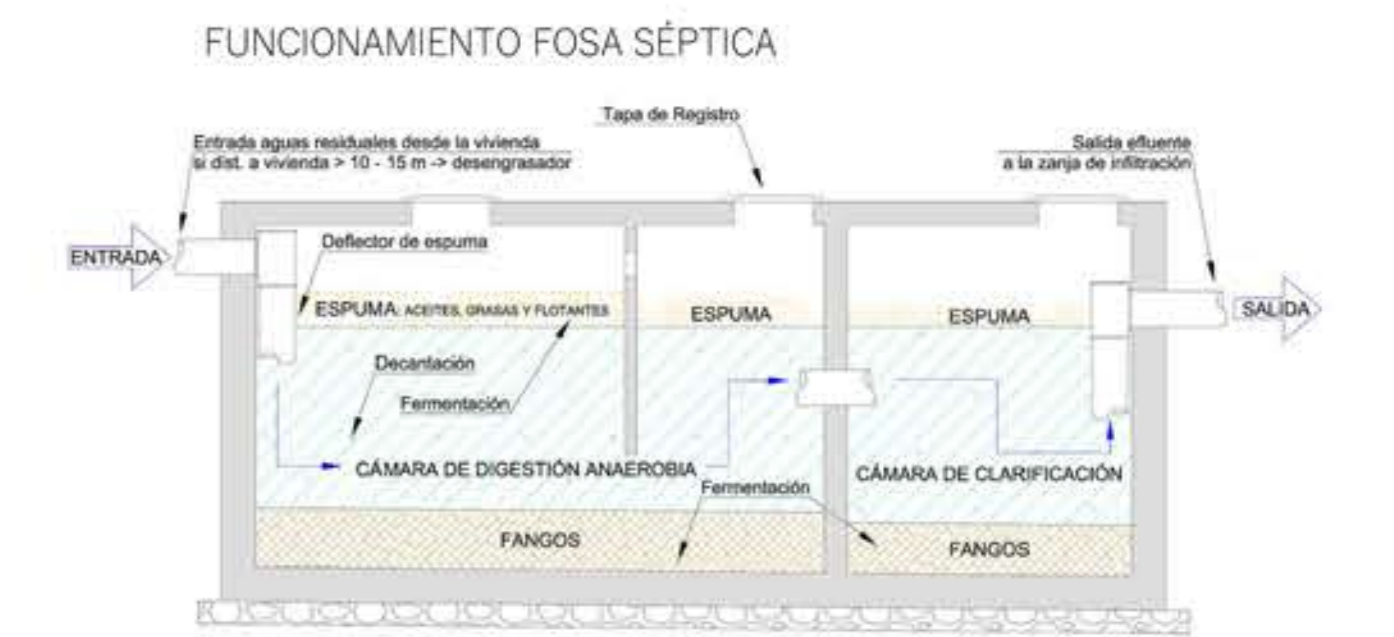 FUNCIONAMIENTO FOSA SÉPTICA
Tapa de Registro
Entrada aguas residuales desde la vivienda
si dist. a vivienda > 10 - 15 m -> desengrasador
Salida efluente
a la zanja de infiltración
ENTRADA
Deflector de espuma
ESPUMA: ACEITES, GRASAS Y FLOTANTES
ESPUMA
ESPUMA
SALIDA
Decantación
Fermentación
CÁMARA DE DIGESTIÓN ANAEROBIA
CÁMARA DE CLARIFICACIÓN
Fermentación
FANGOS
FANGOS